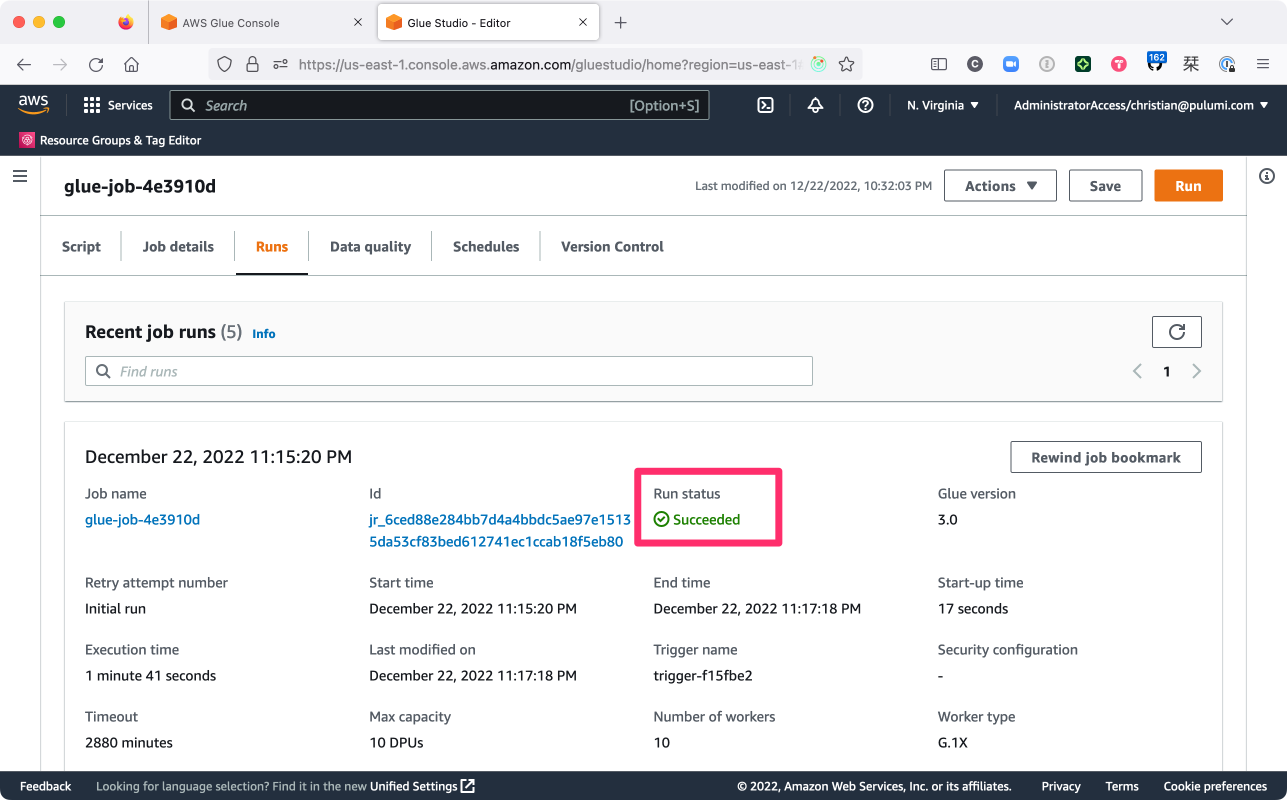 AWS Glue Console
Glue Studio - Editor
https://us-east-1.console.aws.amazon.com/gluestudio/home?region=us-east-1
162
aws
Services
Search
[Option+S]
N. Virginia
AdministratorAccess/christian@pulumi.com
Resource Groups & Tag Editor
glue-job-4e3910d
Last modified on 12/22/2022, 10:32:03 PM
Actions
Save
Run
Script
Job details
Runs
Data quality
Schedules
Version Control
Recent job runs (5) Info
Find runs
1
December 22, 2022 11:15:20 PM
Rewind job bookmark
Job name
glue-job-4e3910d
Id
jr_6ced88e284bb7d4a4bbdc5ae97e1513
5da53cf83bed612741ec1ccab18f5eb80
Run status
Succeeded
Glue version
3.0
Retry attempt number
Initial run
Start time
December 22, 2022 11:15:20 PM
End time
December 22, 2022 11:17:18 PM
Start-up time
17 seconds
Execution time
1 minute 41 seconds
Last modified on
December 22, 2022 11:17:18 PM
Trigger name
trigger-f15fbe2
Security configuration
-
Timeout
2880 minutes
Max capacity
10 DPUs
Number of workers
10
Worker type
G.1X
Feedback
Looking for language selection? Find it in the new Unified Settings
© 2022, Amazon Web Services, Inc. or its affiliates.
Privacy
Terms
Cookie preferences